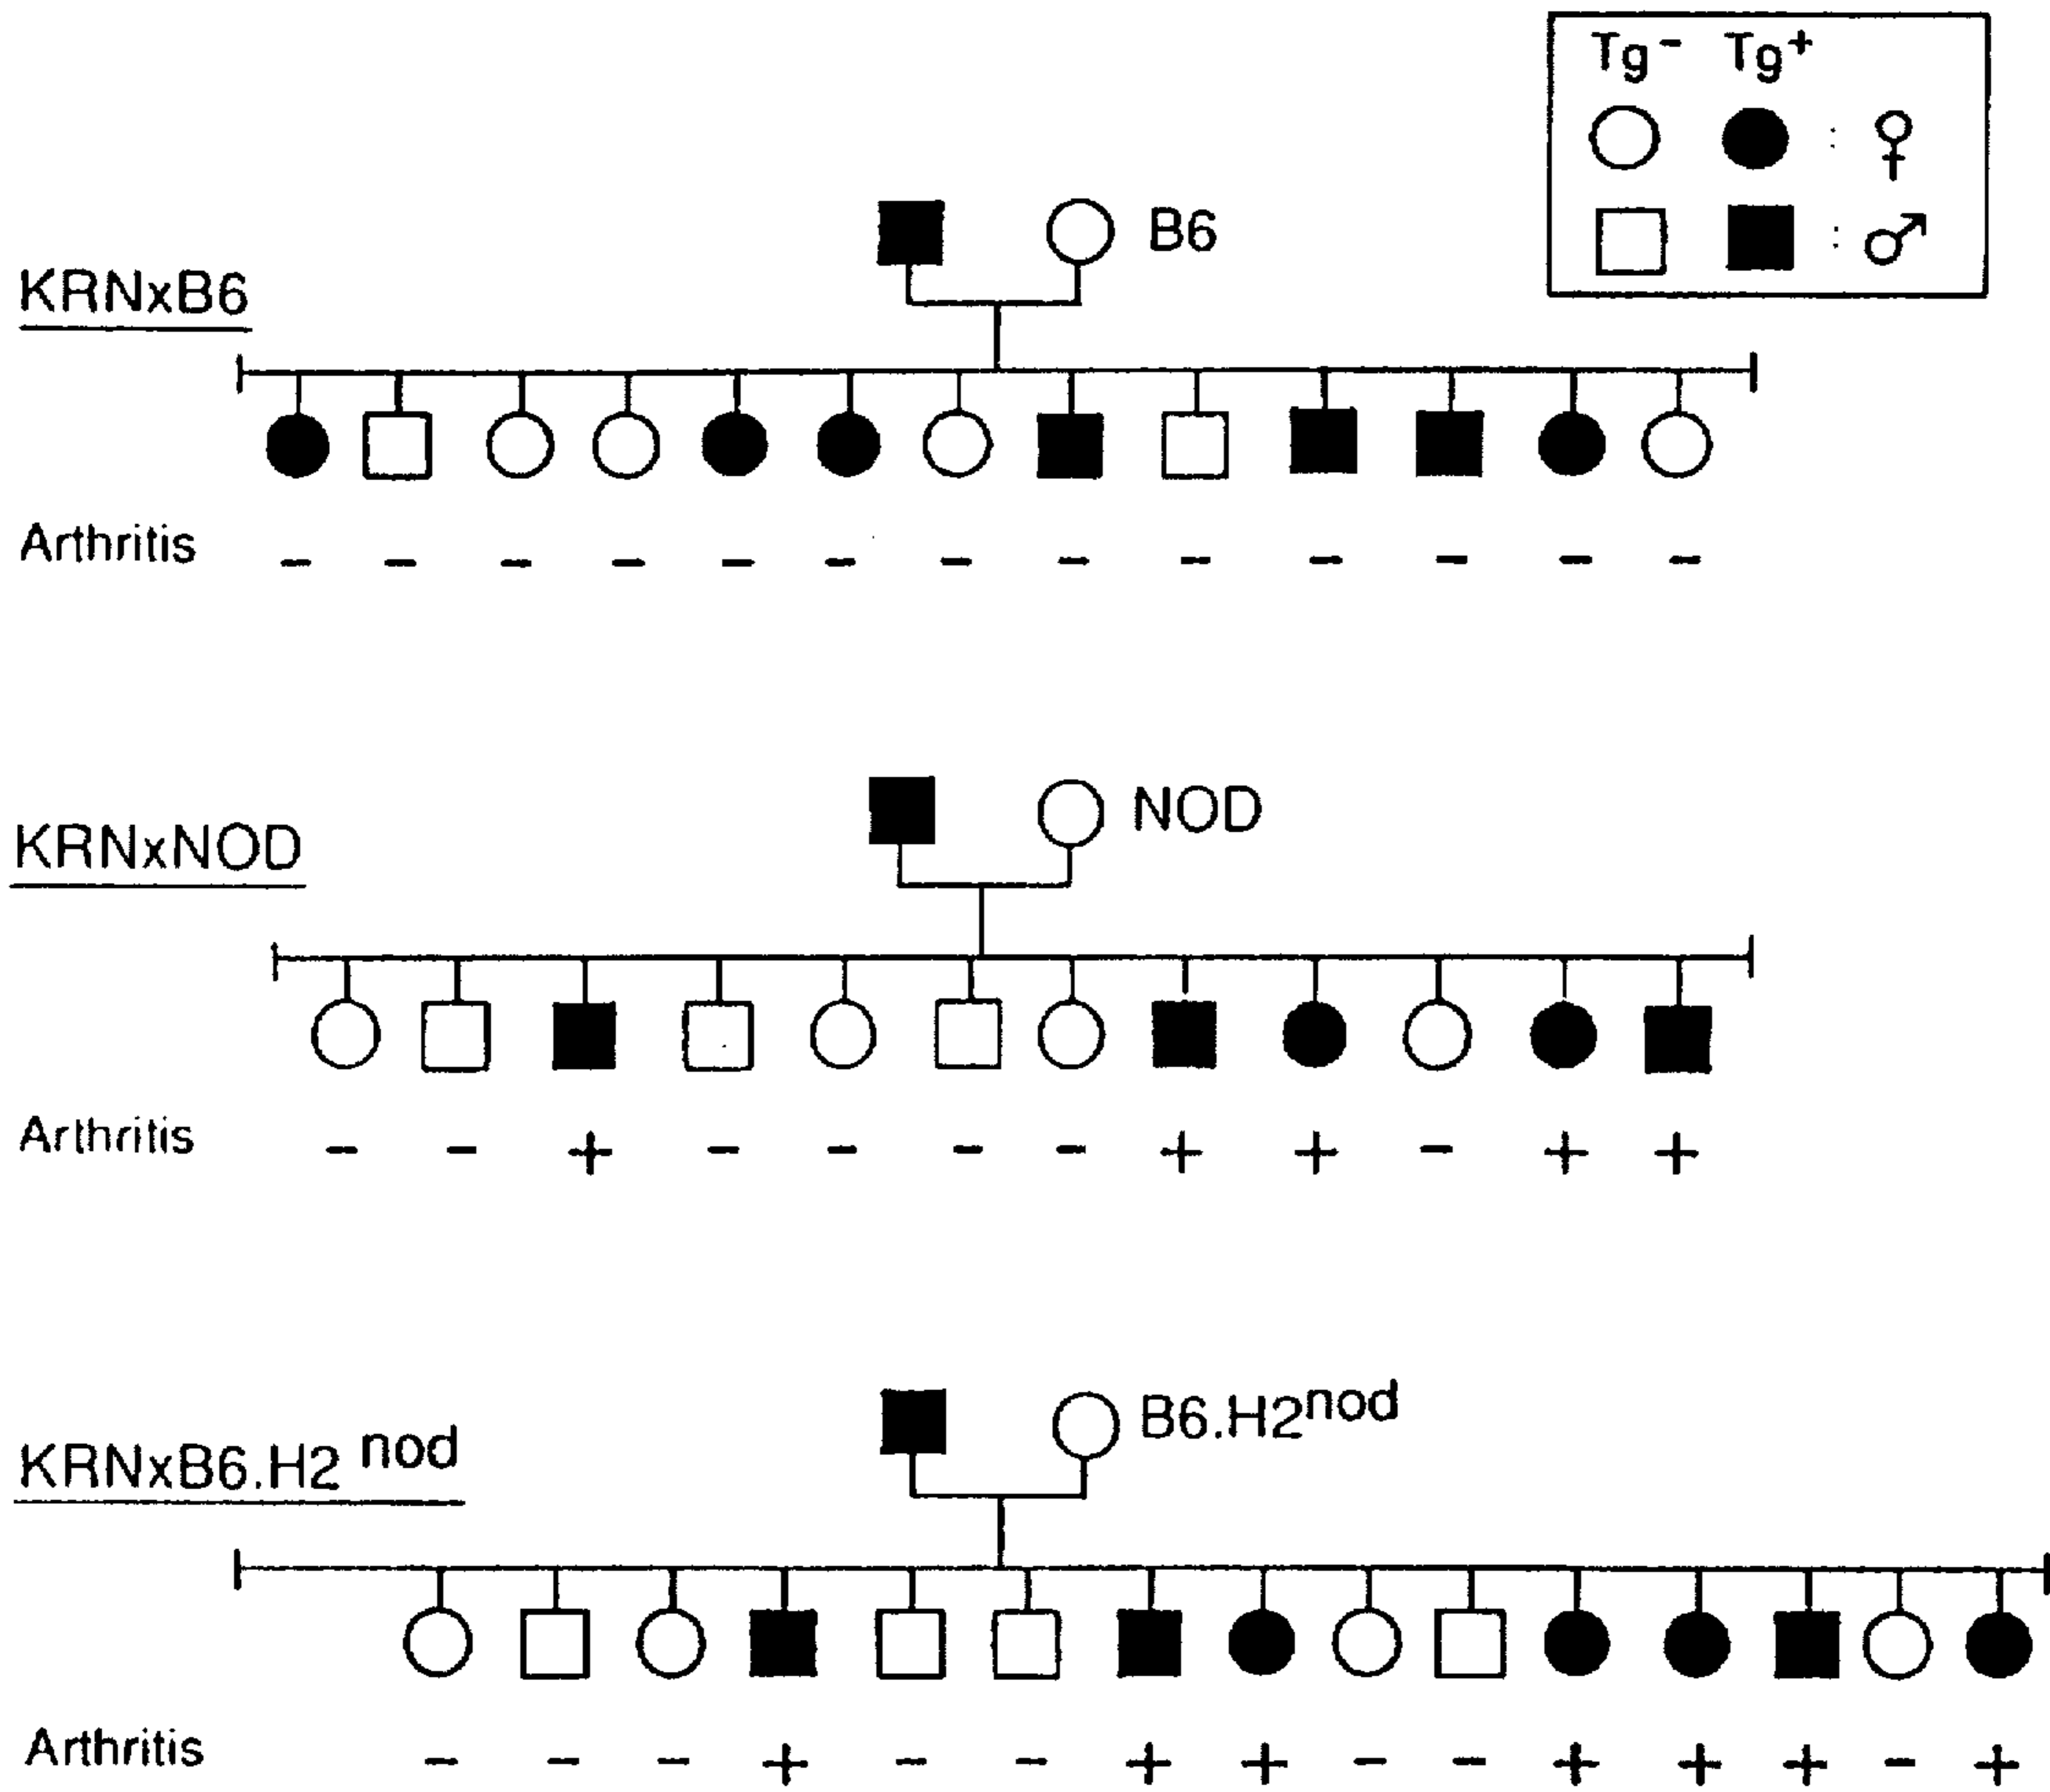 Tg⁻ Tg⁺
: ♀
: ♂
B6
KRNxB6
Arthritis - - - - - - - - - - - - -
NOD
KRNxNOD
Arthritis - - + - - - - + + - + +
B6.H2ⁿᵒᵈ
KRNxB6.H2 ⁿᵒᵈ
Arthritis - - - + - - + + - - + + + - +